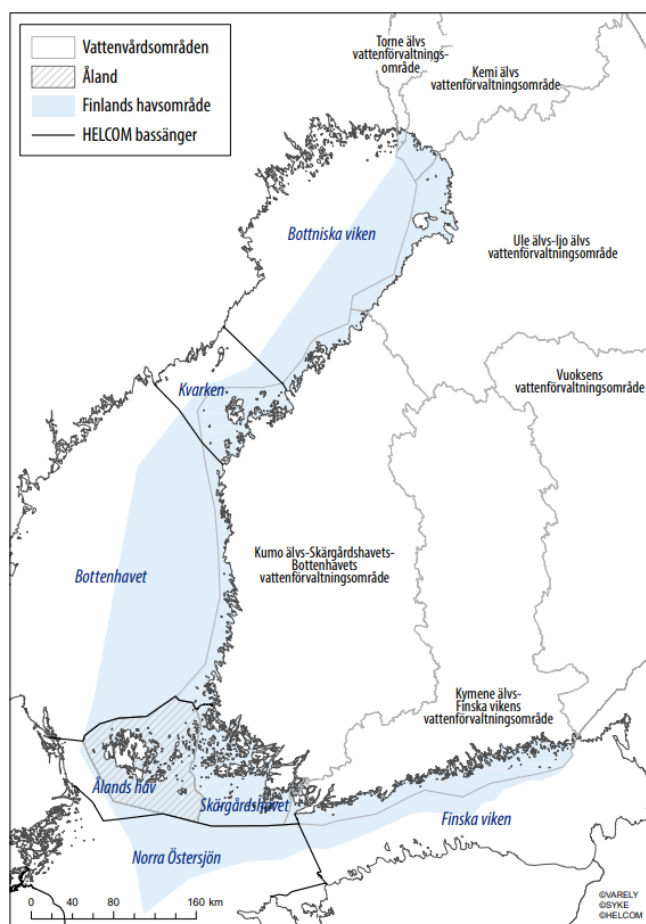 Vattenvårdsområden
Åland
Finlands havsområde
HELCOM bassänger
Torne älvs
vattenförvaltnings-
område
Kemi älvs
vattenförvaltningsområde
Bottniska viken
Ule älvs-Ijo älvs
vattenförvaltningsområde
Vuoksens
vattenförvaltningsområde
Kvarken
Kumo älvs-Skärgårdshavets-
Bottenhavets
vattenförvaltningsområde
Bottenhavet
Kymene älvs-
Finska vikens
vattenförvaltningsområde
Ålands hav
Skärgårdshavet
Finska viken
Norra Östersjön
0 40 80 160 km
©VARELY
©SYKE
©HELCOM